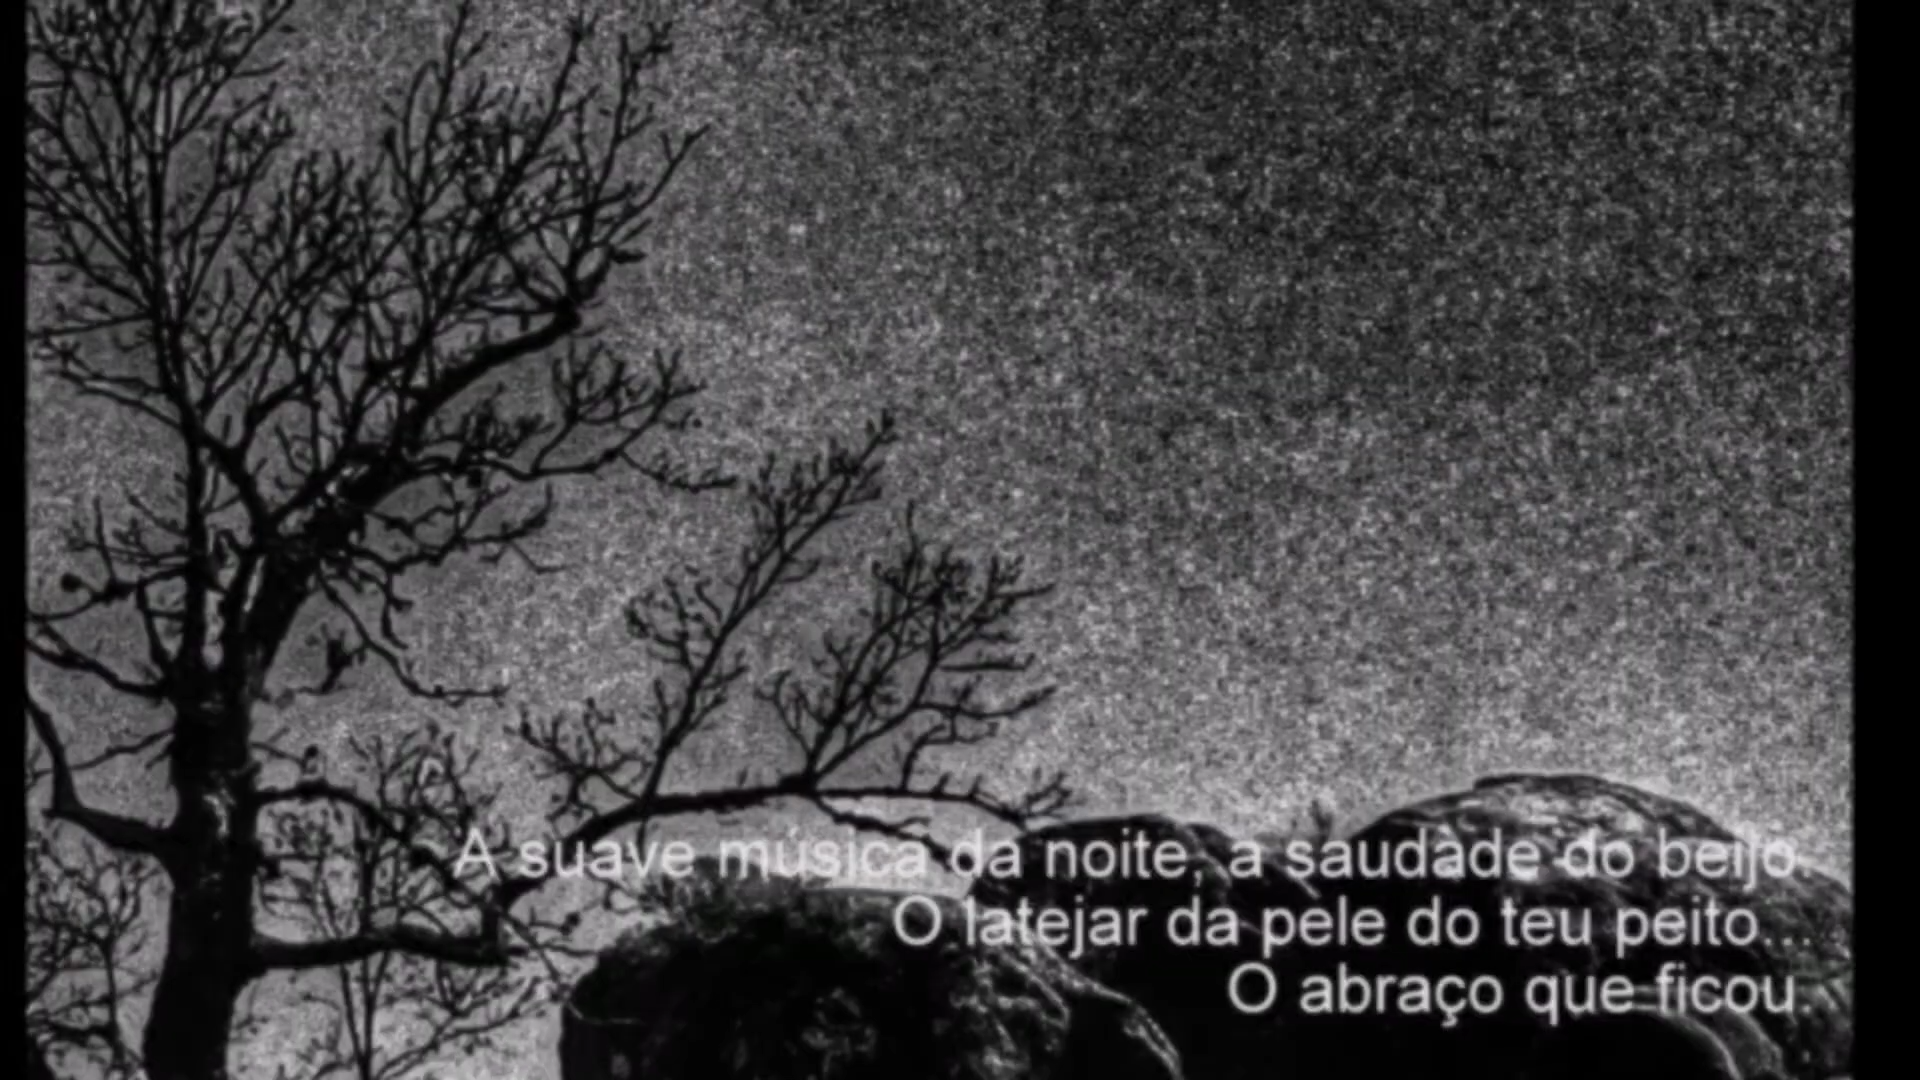 A suave música da noite, a saudade do beijo.
O latejar da pele do teu peito...
O abraço que ficou.